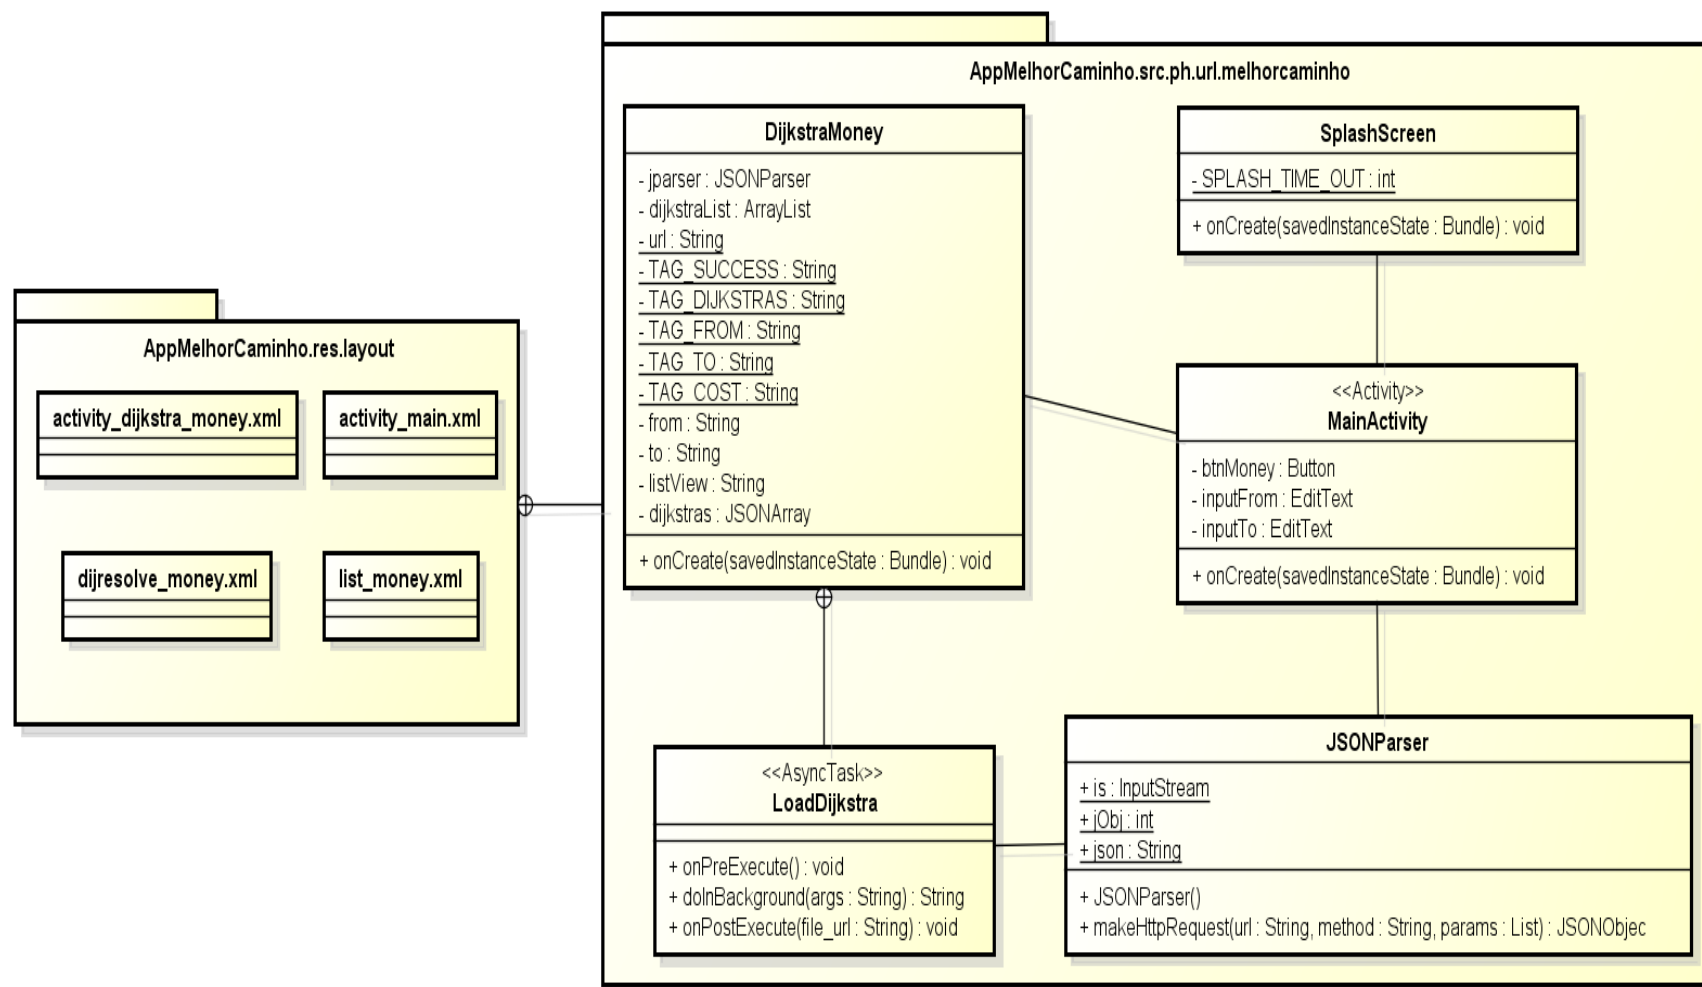 AppMelhorCaminho.res.layout
activity_dijkstra_money.xml
activity_main.xml
dijresolve_money.xml
list_money.xml
AppMelhorCaminho.src.ph.url.melhorcaminho
DijkstraMoney
- jparser : JSONParser
- dijkstraList : ArrayList
- url : String
- TAG_SUCCESS : String
- TAG_DIJKSTRAS : String
- TAG_FROM : String
- TAG_TO : String
- TAG_COST : String
- from : String
- to : String
- listView : String
- dijkstras : JSONArray
+ onCreate(savedInstanceState : Bundle) : void
SplashScreen
- SPLASH_TIME_OUT : int
+ onCreate(savedInstanceState : Bundle) : void
<<Activity>>
MainActivity
- btnMoney : Button
- inputFrom : EditText
- inputTo : EditText
+ onCreate(savedInstanceState : Bundle) : void
<<AsyncTask>>
LoadDijkstra
+ onPreExecute() : void
+ doInBackground(args : String) : String
+ onPostExecute(file_url : String) : void
JSONParser
+ is : InputStream
+ jObj : int
+ json : String
+ JSONParser()
+ makeHttpRequest(url : String, method : String, params : List) : JSONObjec